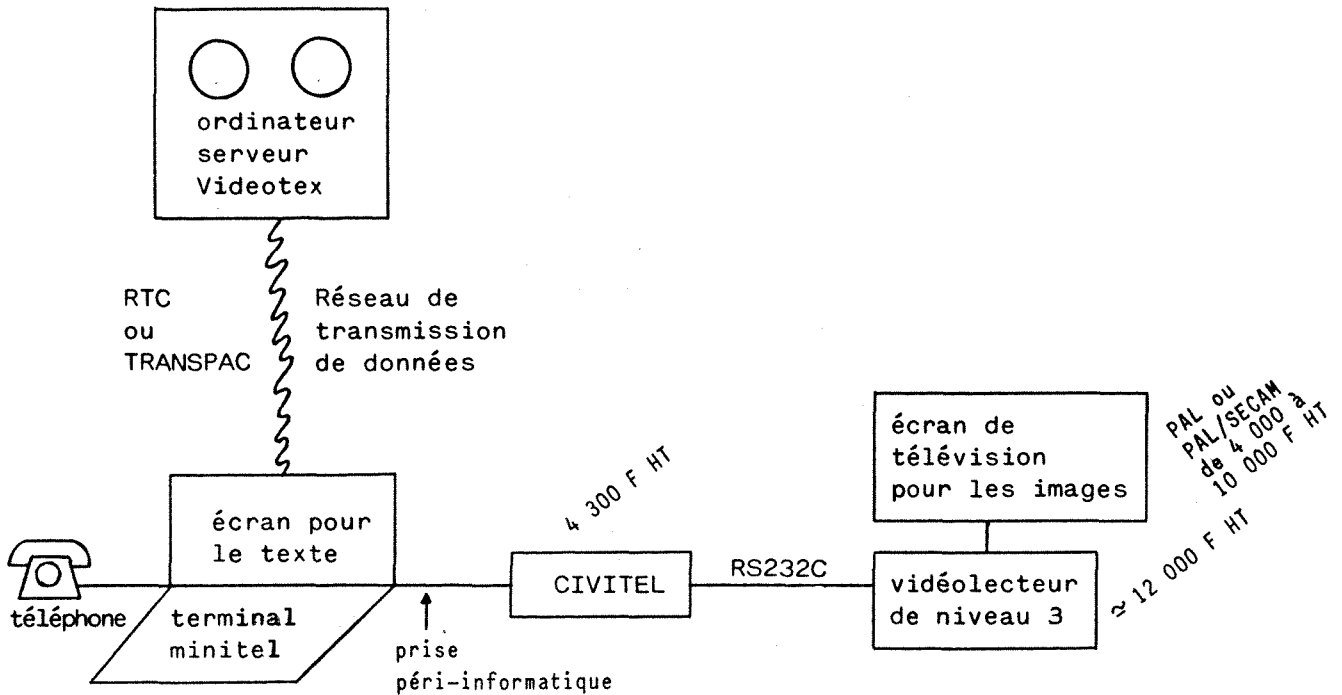 ordinateur
serveur
Videotex
RTC
ou
TRANSPAC
Réseau de
transmission
de données
écran pour
le texte
téléphone
terminal
minitel
prise
péri-informatique
4 300 F HT
CIVITEL
RS232C
écran de
télévision
pour les images
PAL ou
PAL/SECAM
de 4 000 à
10 000 F HT
vidéolecteur
de niveau 3
≃ 12 000 F HT